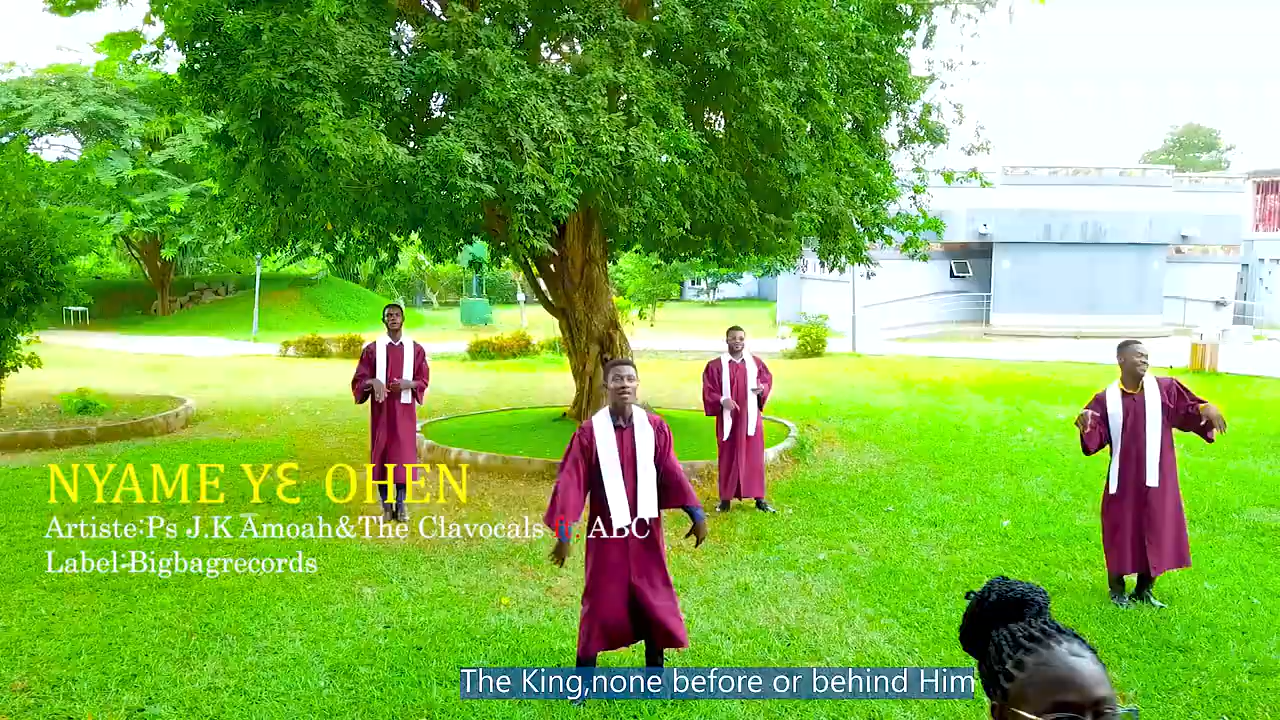 NYAME YƐ OHEN
Artiste:Ps J.K Amoah&The Clavocals ft. ABC
Label-Bigbagrecords
The King,none before or behind Him